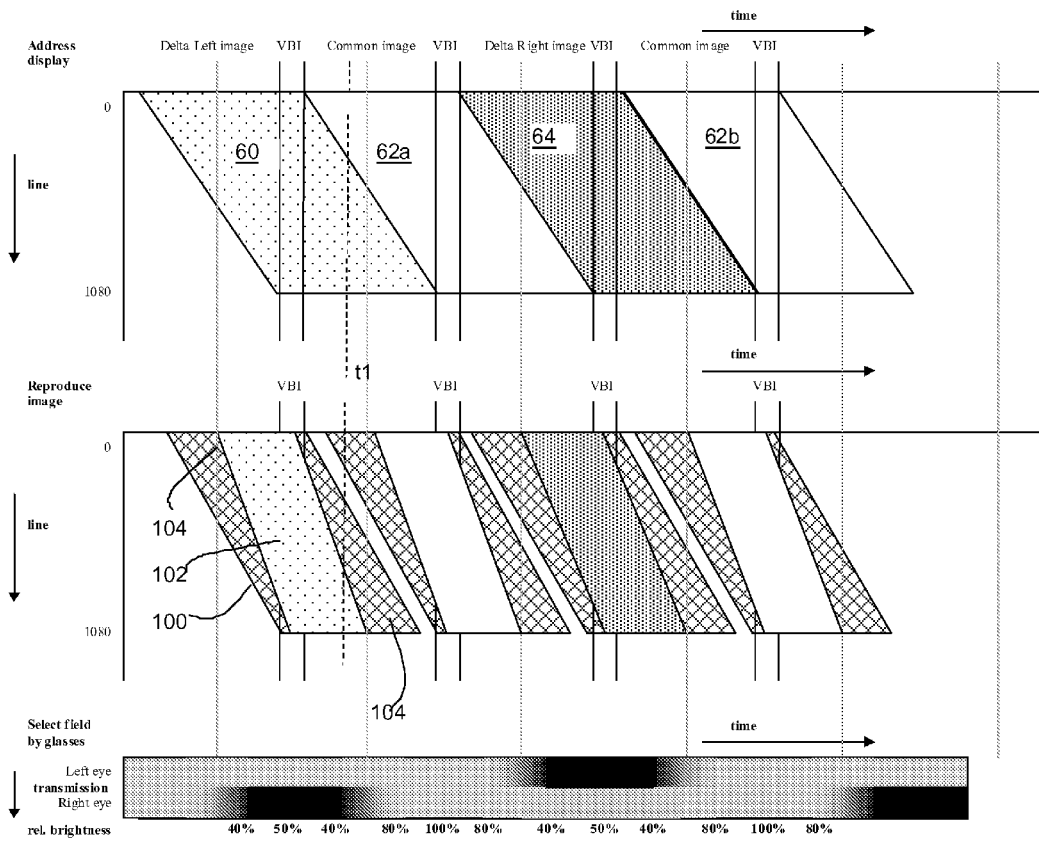 time
Address
display
Delta Left image VBI Common image VBI Delta Right image VBI Common image VBI
0
60 62a 64 62b
line
1080
time
t1
Reproduce
image
VBI VBI VBI VBI
0
104
line
102
100
1080
104
Select field
by glasses
time
Left eye
transmission
Right eye
rel. brightness 40% 50% 40% 80% 100% 80% 40% 50% 40% 80% 100% 80%